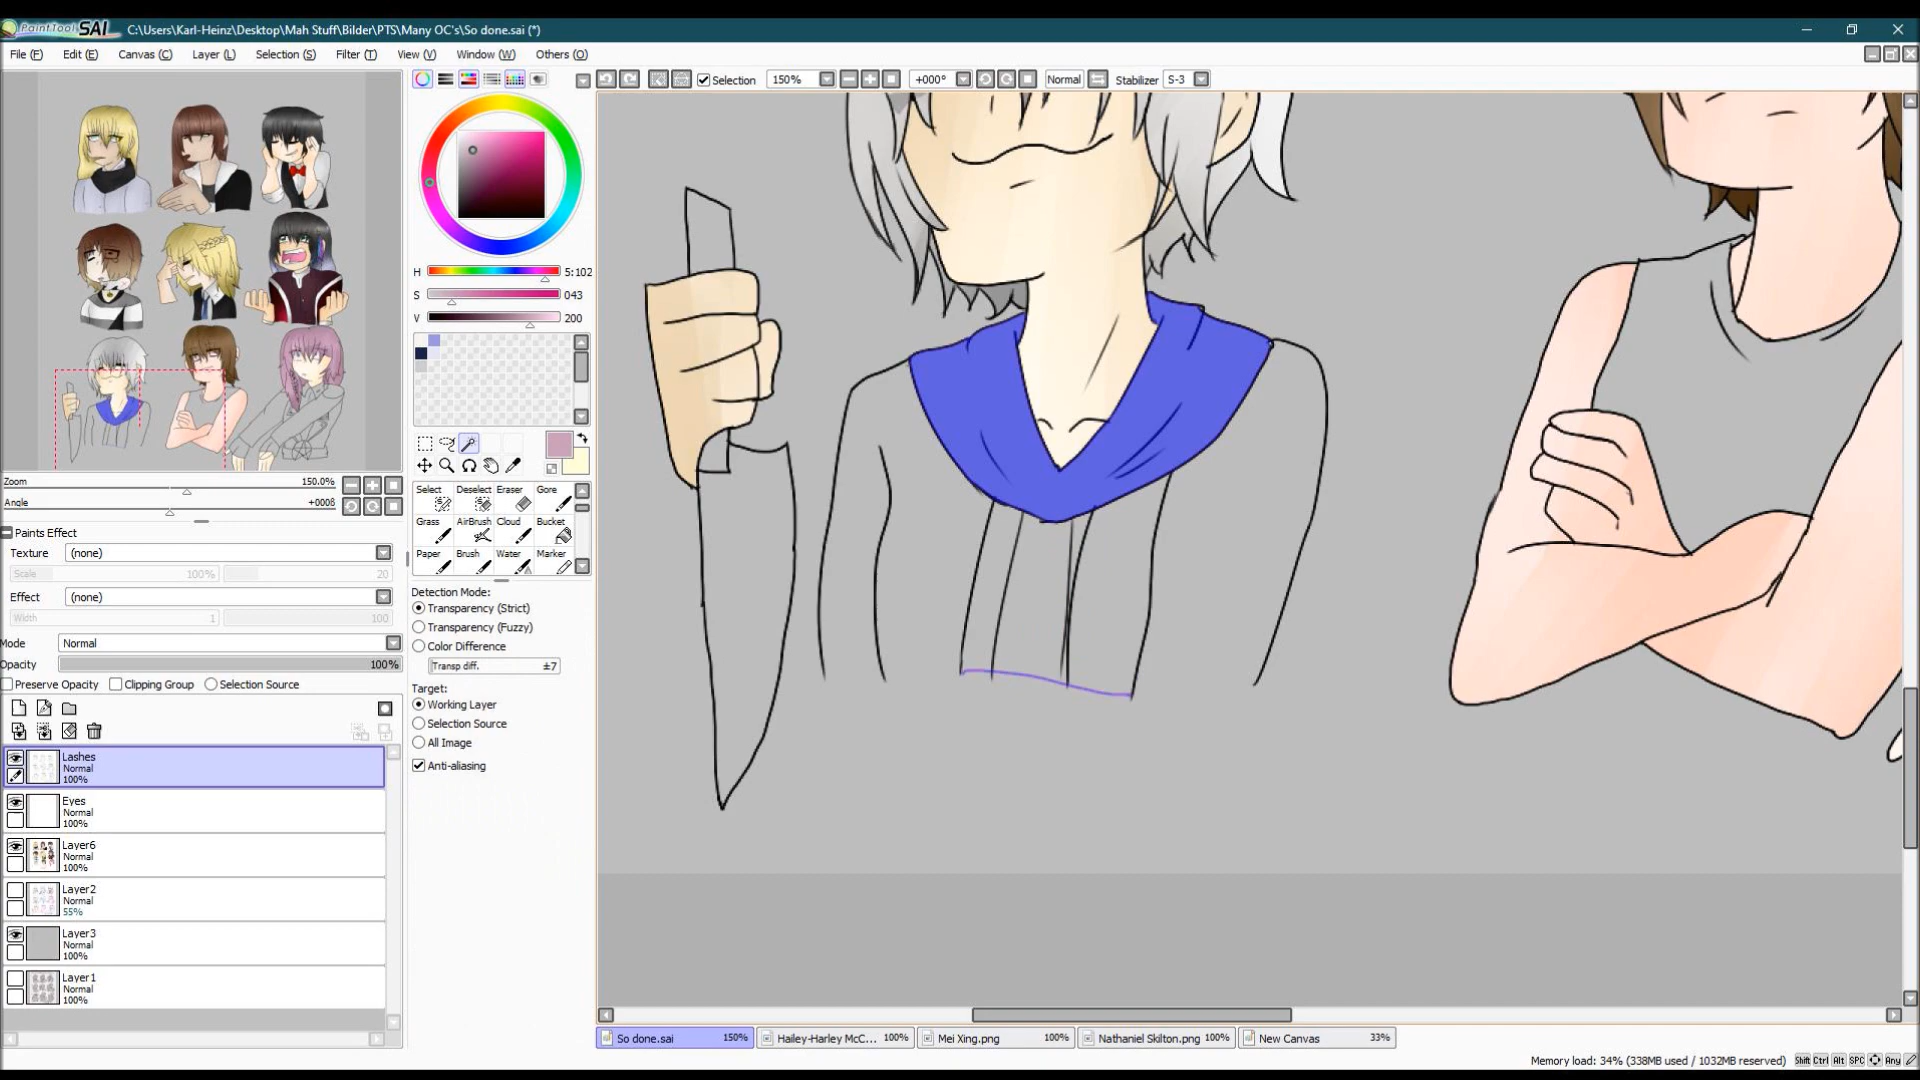 PaintTool SAI C:\Users\Karl-Heinz\Desktop\Mah Stuff\Bilder\PTS\Many OC's\So done.sai (*)
File (F) Edit (E) Canvas (C) Layer (L) Selection (S) Filter (T) View (V) Window (W) Others (O)
Selection 150% +000° Normal Stabilizer S-3
H 5:102
S 043
V 200
Zoom 150.0%
Angle +000ß
Paints Effect
Texture (none)
Scale 100% 20
Effect (none)
Width 1 100
Mode Normal
Opacity 100%
Preserve Opacity Clipping Group Selection Source
Lashes
Normal
100%
Eyes
Normal
100%
Layer6
Normal
100%
Layer2
Normal
55%
Layer3
Normal
100%
Layer1
Normal
100%
Select Deselect Eraser Gore
Grass AirBrush Cloud Bucket
Paper Brush Water Marker
Detection Mode:
Transparency (Strict)
Transparency (Fuzzy)
Color Difference
Transp diff. ±7
Target:
Working Layer
Selection Source
All Image
Anti-aliasing
So done.sai 150% Hailey-Harley McC... 100% Mei Xing.png 100% Nathaniel Skilton.png 100% New Canvas 33%
Memory load: 34% (338MB used / 1032MB reserved) Shift Ctrl Alt SPC Any